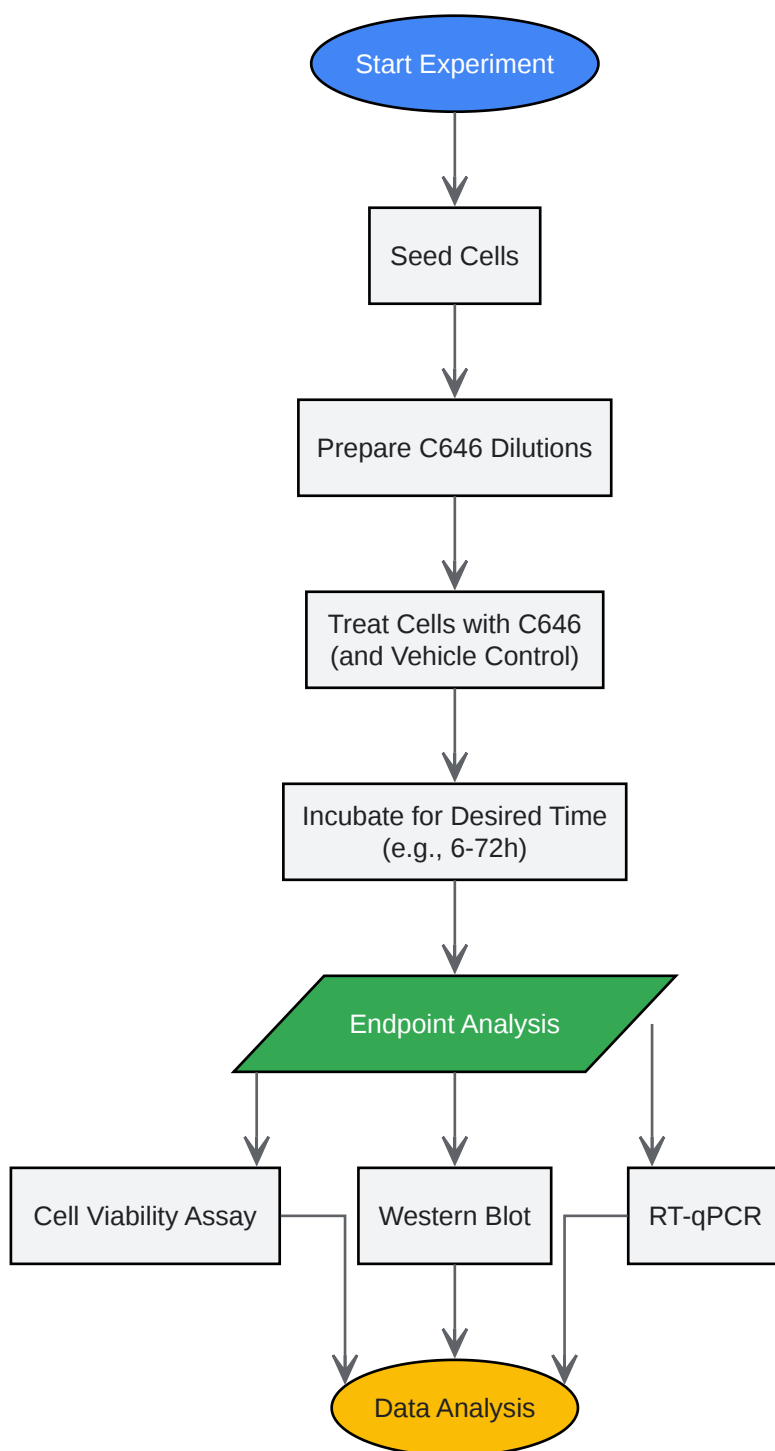 Start Experiment
Seed Cells
Prepare C646 Dilutions
Treat Cells with C646
(and Vehicle Control)
Incubate for Desired Time
(e.g., 6-72h)
Endpoint Analysis
Cell Viability Assay
Western Blot
RT-qPCR
Data Analysis